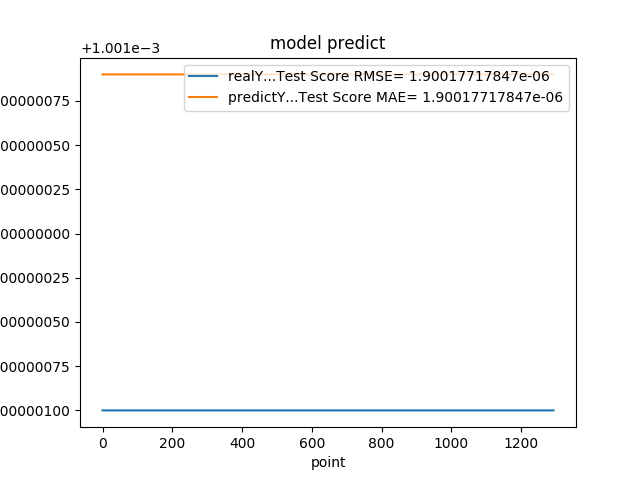 model predict
+1.001e−3
realY...Test Score RMSE= 1.90017717847e-06
predictY...Test Score MAE= 1.90017717847e-06
00000075
00000050
00000025
00000000
00000025
00000050
00000075
00000100
0 200 400 600 800 1000 1200
point